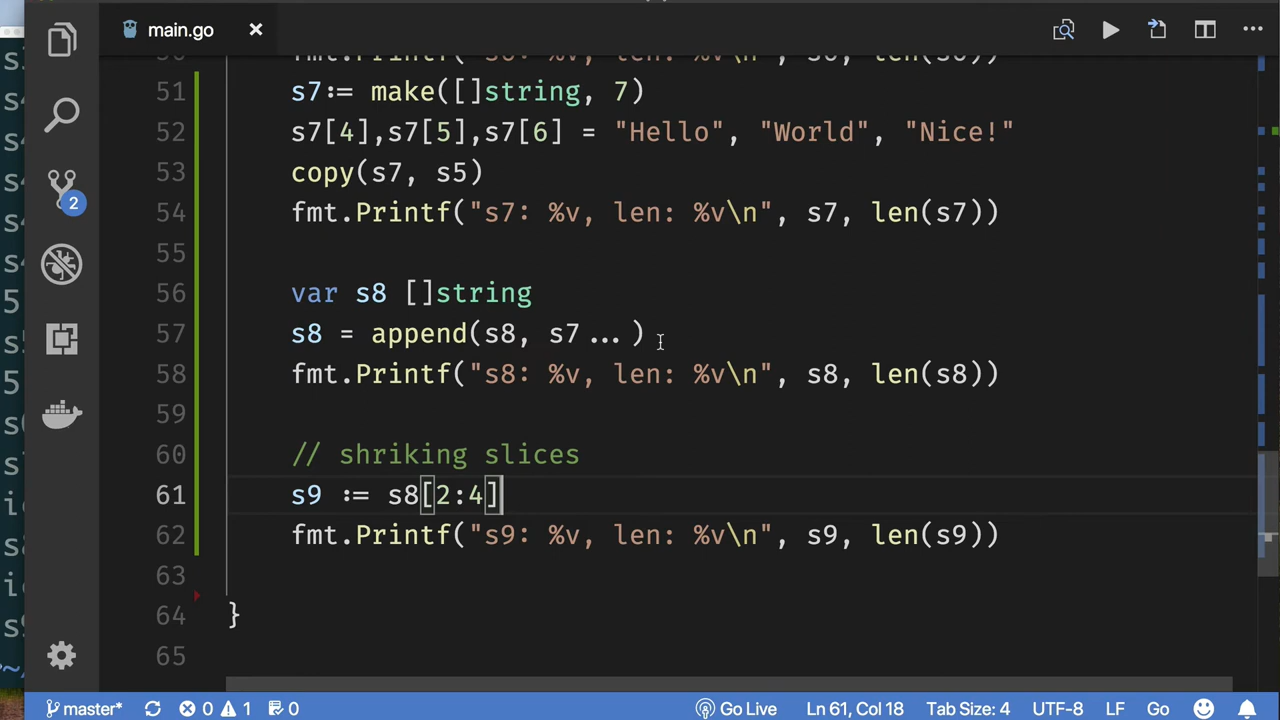 main.go
51 s7:= make([]string, 7)
52 s7[4],s7[5],s7[6] = "Hello", "World", "Nice!"
53 copy(s7, s5)
54 fmt.Printf("s7: %v, len: %v\n", s7, len(s7))
55
56 var s8 []string
57 s8 = append(s8, s7...)
58 fmt.Printf("s8: %v, len: %v\n", s8, len(s8))
59
60 // shriking slices
61 s9 := s8[2:4]
62 fmt.Printf("s9: %v, len: %v\n", s9, len(s9))
63
64 }
65
2
master* 0 1 0 Go Live Ln 61, Col 18 Tab Size: 4 UTF-8 LF Go